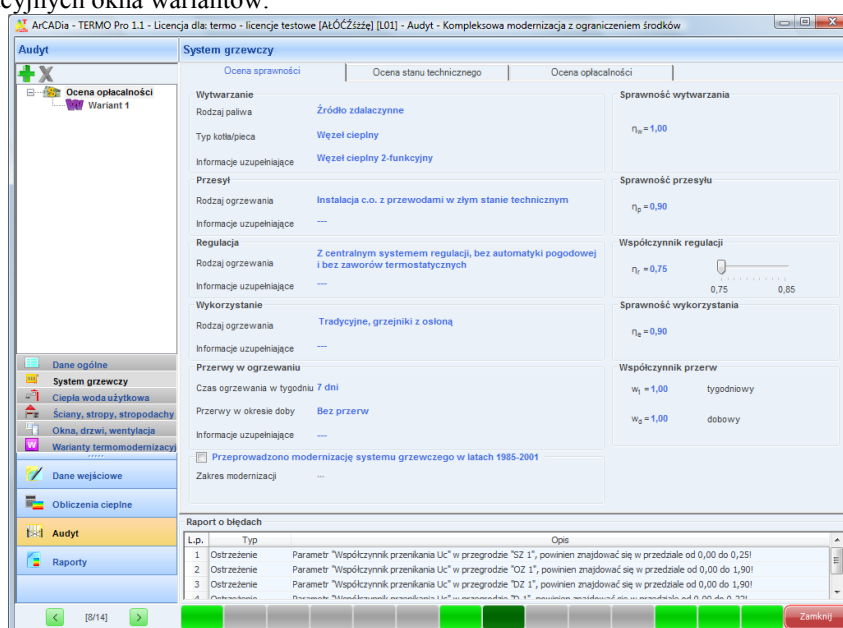 cyjnych okna wariantów.
ArCADia - TERMO Pro 1.1 - Licencja dla: termo - licencje testowe [AŁÓĆŹśżźę] [L01] - Audyt - Kompleksowa modernizacja z ograniczeniem środków
Audyt
System grzewczy
Ocena opłacalności
Wariant 1
Ocena sprawności
Ocena stanu technicznego
Ocena opłacalności
Wytwarzanie
Rodzaj paliwa
Źródło zdalaczynne
Typ kotła/pieca
Węzeł cieplny
Informacje uzupełniające
Węzeł cieplny 2-funkcyjny
Sprawność wytwarzania
ηw = 1,00
Przesył
Rodzaj ogrzewania
Instalacja c.o. z przewodami w złym stanie technicznym
Informacje uzupełniające
---
Sprawność przesyłu
ηp = 0,90
Regulacja
Rodzaj ogrzewania
Z centralnym systemem regulacji, bez automatyki pogodowej
i bez zaworów termostatycznych
Informacje uzupełniające
---
Współczynnik regulacji
ηr = 0,75
0,75 0,85
Wykorzystanie
Rodzaj ogrzewania
Tradycyjne, grzejniki z osłoną
Informacje uzupełniające
---
Sprawność wykorzystania
ηe = 0,90
Przerwy w ogrzewaniu
Czas ogrzewania w tygodniu
7 dni
Przerwy w okresie doby
Bez przerw
Informacje uzupełniające
---
Współczynnik przerw
wt = 1,00 tygodniowy
wd = 1,00 dobowy
Przeprowadzono modernizację systemu grzewczego w latach 1985-2001
Zakres modernizacji
---
Dane ogólne
System grzewczy
Ciepła woda użytkowa
Ściany, stropy, stropodachy
Okna, drzwi, wentylacja
Warianty termomodernizacyj
Dane wejściowe
Obliczenia cieplne
Audyt
Raporty
Raport o błędach
L.p. Typ Opis
1 Ostrzeżenie Parametr "Współczynnik przenikania Uc" w przegrodzie "SZ 1", powinien znajdować się w przedziale od 0,00 do 0,25!
2 Ostrzeżenie Parametr "Współczynnik przenikania Uc" w przegrodzie "OZ 1", powinien znajdować się w przedziale od 0,00 do 1,90!
3 Ostrzeżenie Parametr "Współczynnik przenikania Uc" w przegrodzie "DZ 1", powinien znajdować się w przedziale od 0,00 do 1,90!
[8/14]
Zamknij